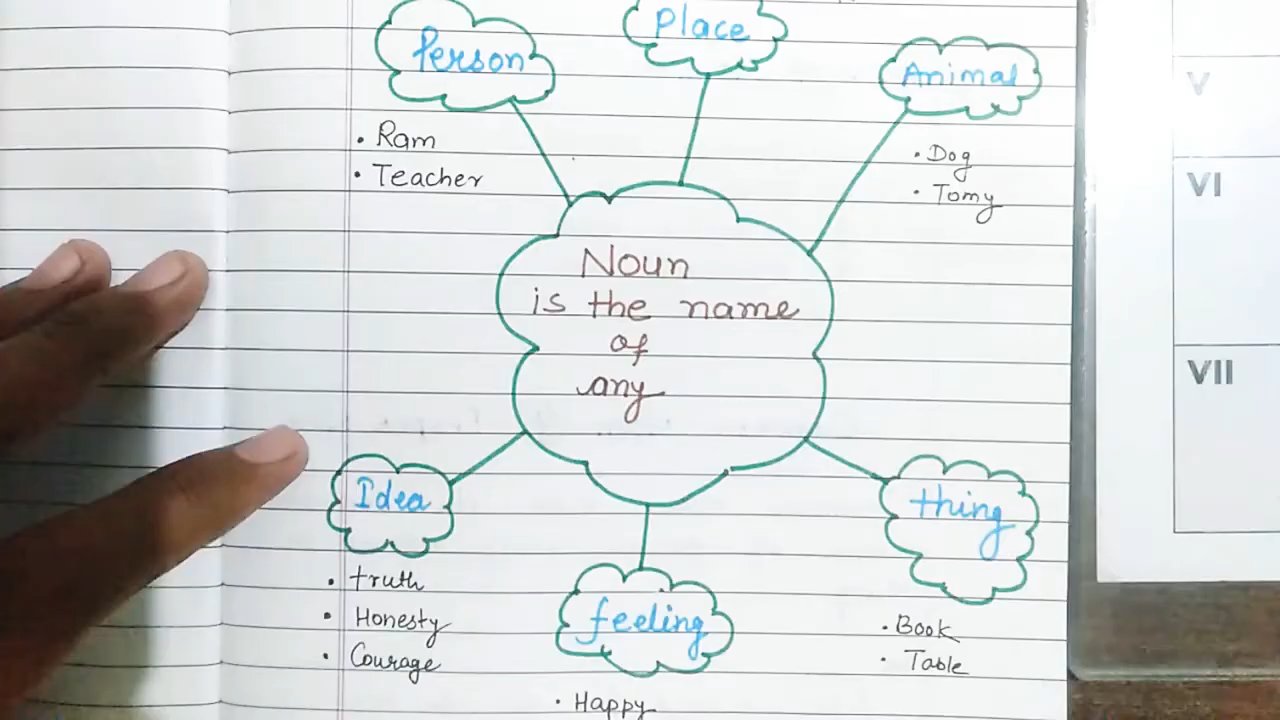 Person
Place
Animal
• Ram
• Teacher
• Dog
• Tomy
Noun
is the name
of
any
Idea
• truth
• Honesty
• Courage
feeling
• Happy
thing
• Book
• Table
V
VI
VII